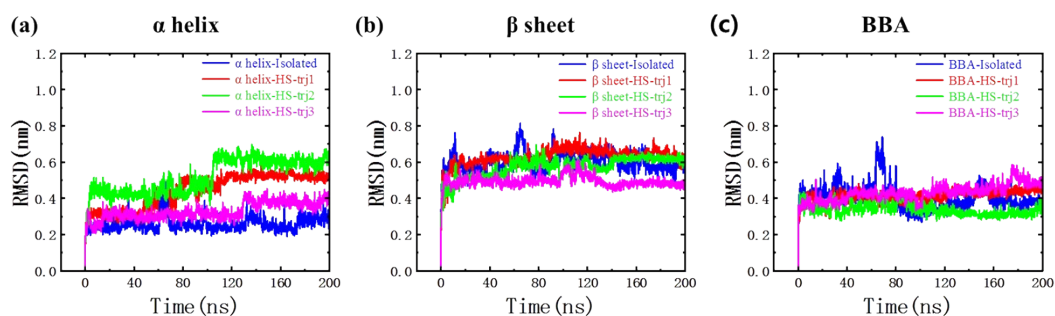 (a) α helix
1.2
1.0
0.8
0.6
0.4
0.2
0.0
RMSD(nm)
α helix-Isolated
α helix-HS-trj1
α helix-HS-trj2
α helix-HS-trj3
0 40 80 120 160 200
Time(ns)
(b) β sheet
1.2
1.0
0.8
0.6
0.4
0.2
0.0
RMSD(nm)
β sheet-Isolated
β sheet-HS-trj1
β sheet-HS-trj2
β sheet-HS-trj3
0 40 80 120 160 200
Time(ns)
(c) BBA
1.2
1.0
0.8
0.6
0.4
0.2
0.0
RMSD(nm)
BBA-Isolated
BBA-HS-trj1
BBA-HS-trj2
BBA-HS-trj3
0 40 80 120 160 200
Time(ns)